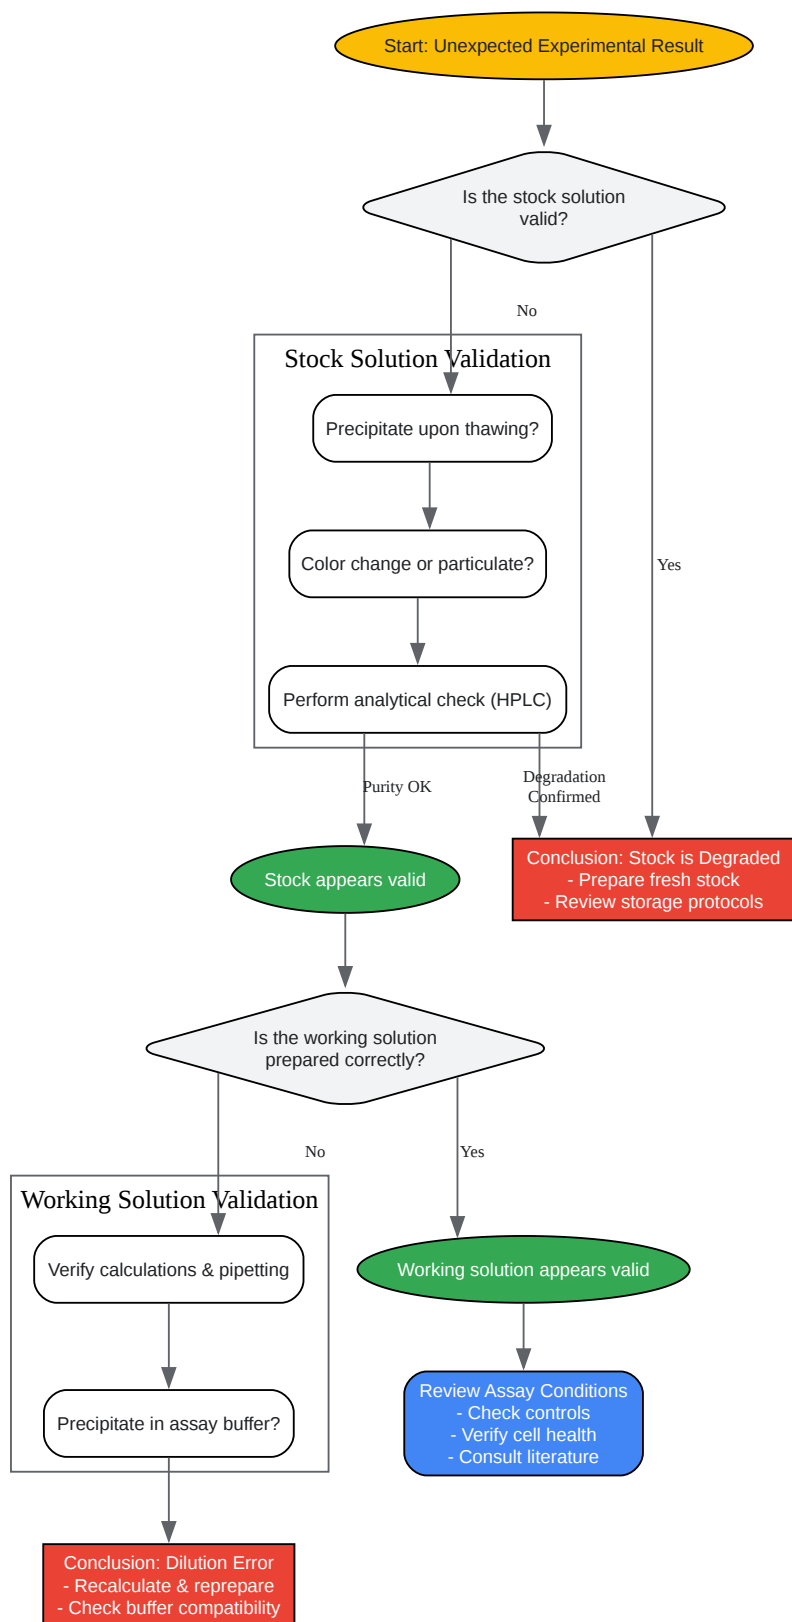 Start: Unexpected Experimental Result
Is the stock solution
valid?
No
Stock Solution Validation
Precipitate upon thawing?
Color change or particulate?
Yes
Perform analytical check (HPLC)
Purity OK
Degradation
Confirmed
Conclusion: Stock is Degraded
- Prepare fresh stock
- Review storage protocols
Stock appears valid
Is the working solution
prepared correctly?
No
Yes
Working Solution Validation
Verify calculations & pipetting
Working solution appears valid
Precipitate in assay buffer?
Review Assay Conditions
- Check controls
- Verify cell health
- Consult literature
Conclusion: Dilution Error
- Recalculate & reprepare
- Check buffer compatibility